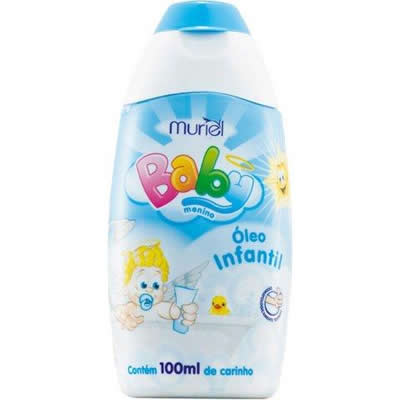 muriel
Baby
menino
Óleo
Infantil
Contém 100ml de carinho